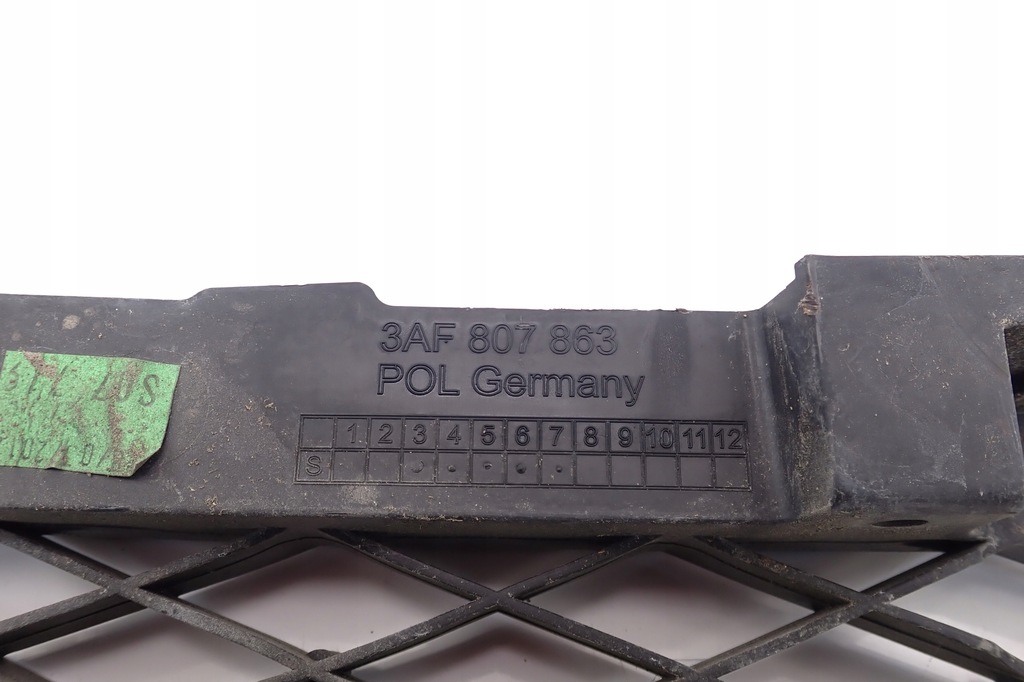 3AF 807 863
POL Germany
1 2 3 4 5 6 7 8 9 10 11 12
S